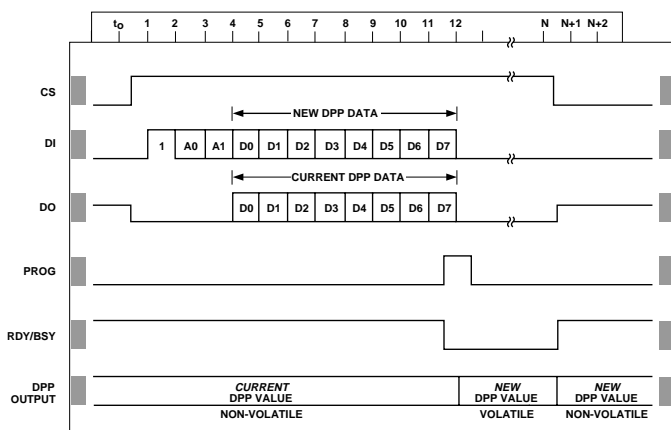 to 1 2 3 4 5 6 7 8 9 10 11 12 N N+1 N+2
CS
NEW DPP DATA
DI 1 A0 A1 D0 D1 D2 D3 D4 D5 D6 D7
CURRENT DPP DATA
DO D0 D1 D2 D3 D4 D5 D6 D7
PROG
RDY/BSY
DPP OUTPUT
CURRENT
DPP VALUE
NON-VOLATILE
NEW
DPP VALUE
VOLATILE
NEW
DPP VALUE
NON-VOLATILE